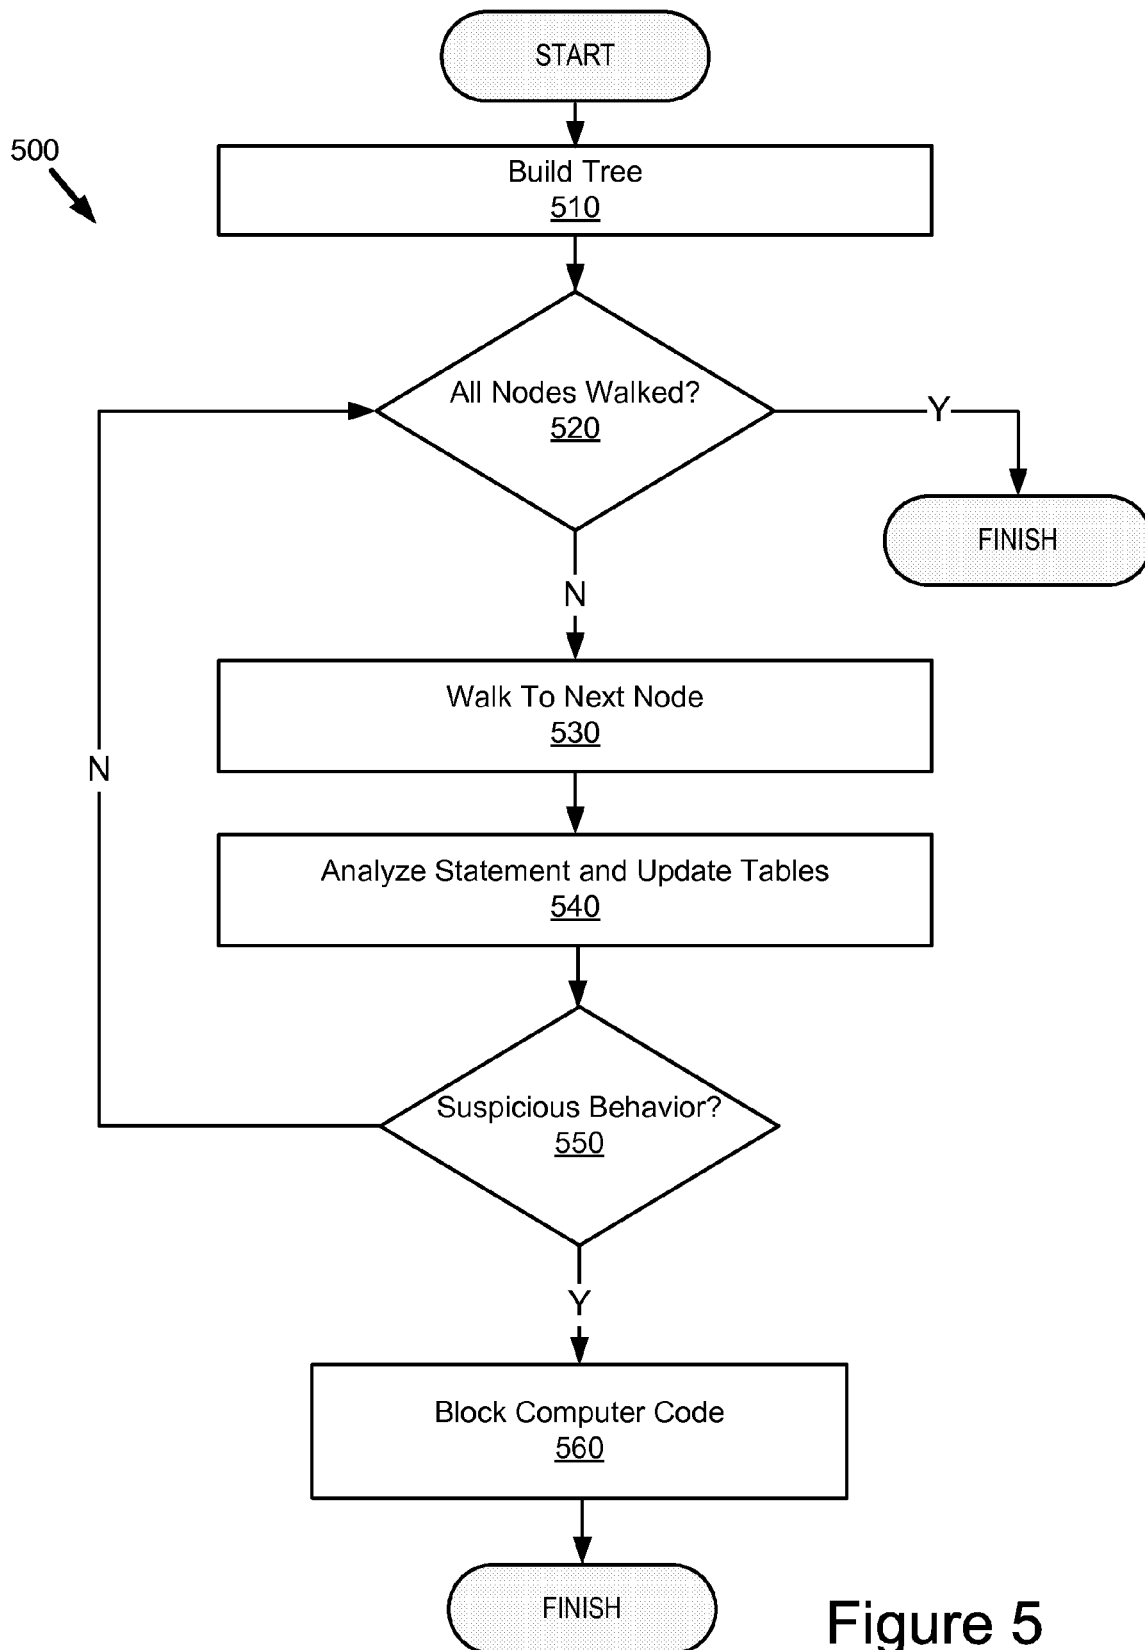 START
500
Build Tree
510
All Nodes Walked?
520
Y
FINISH
N
Walk To Next Node
530
N
Analyze Statement and Update Tables
540
Suspicious Behavior?
550
Y
Block Computer Code
560
FINISH
Figure 5